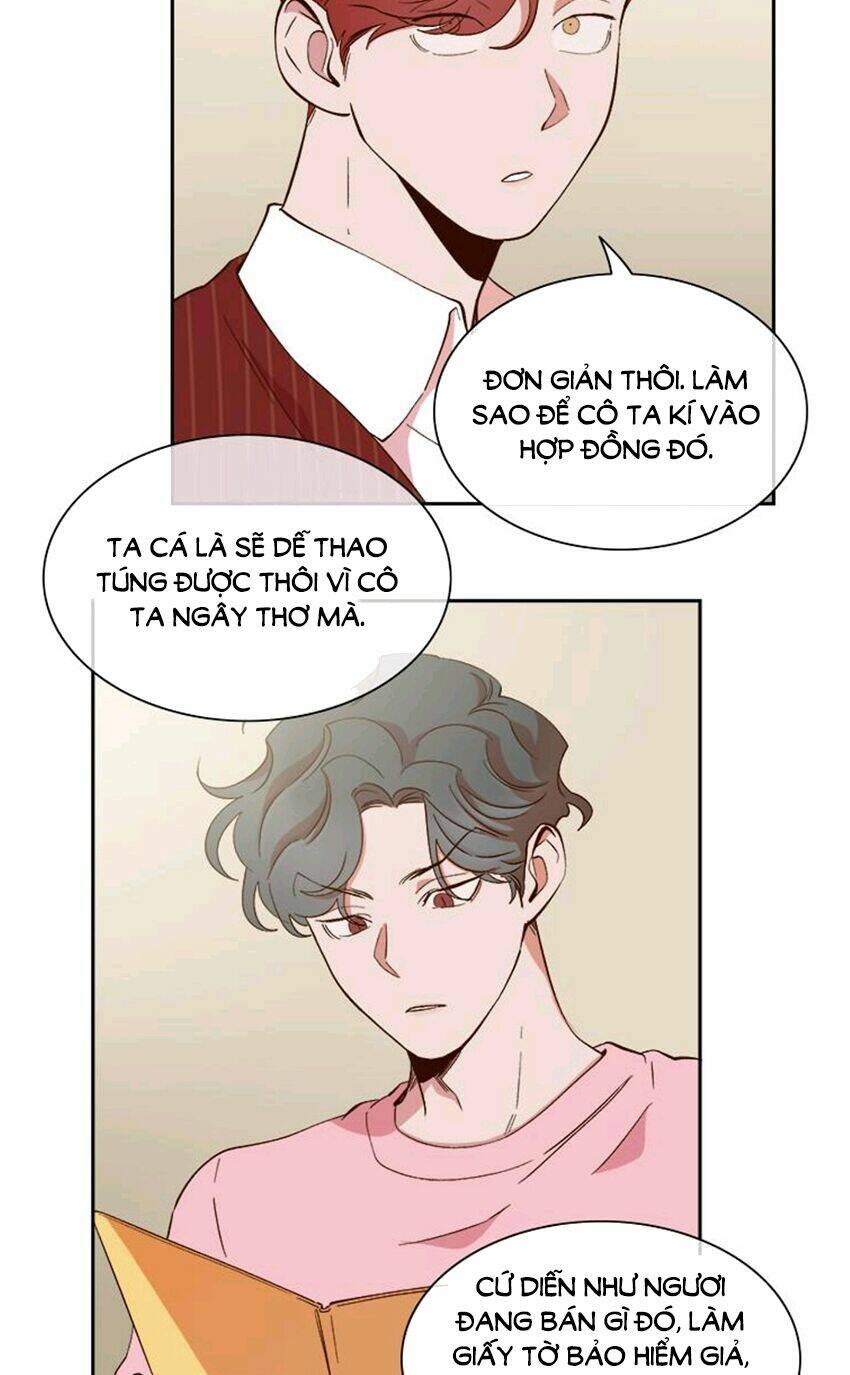 ĐƠN GIẢN THÔI. LÀM
SAO ĐỂ CÔ TA KÍ VÀO
HỢP ĐỒNG ĐÓ.
TA CÁ LÀ SẼ DỄ THAO
TÚNG ĐƯỢC THÔI VÌ CÔ
TA NGÂY THƠ MÀ.
CỨ DIỄN NHƯ NGƯƠI
ĐANG BÁN GÌ ĐÓ, LÀM
GIẤY TỜ BẢO HIỂM GIẢ,